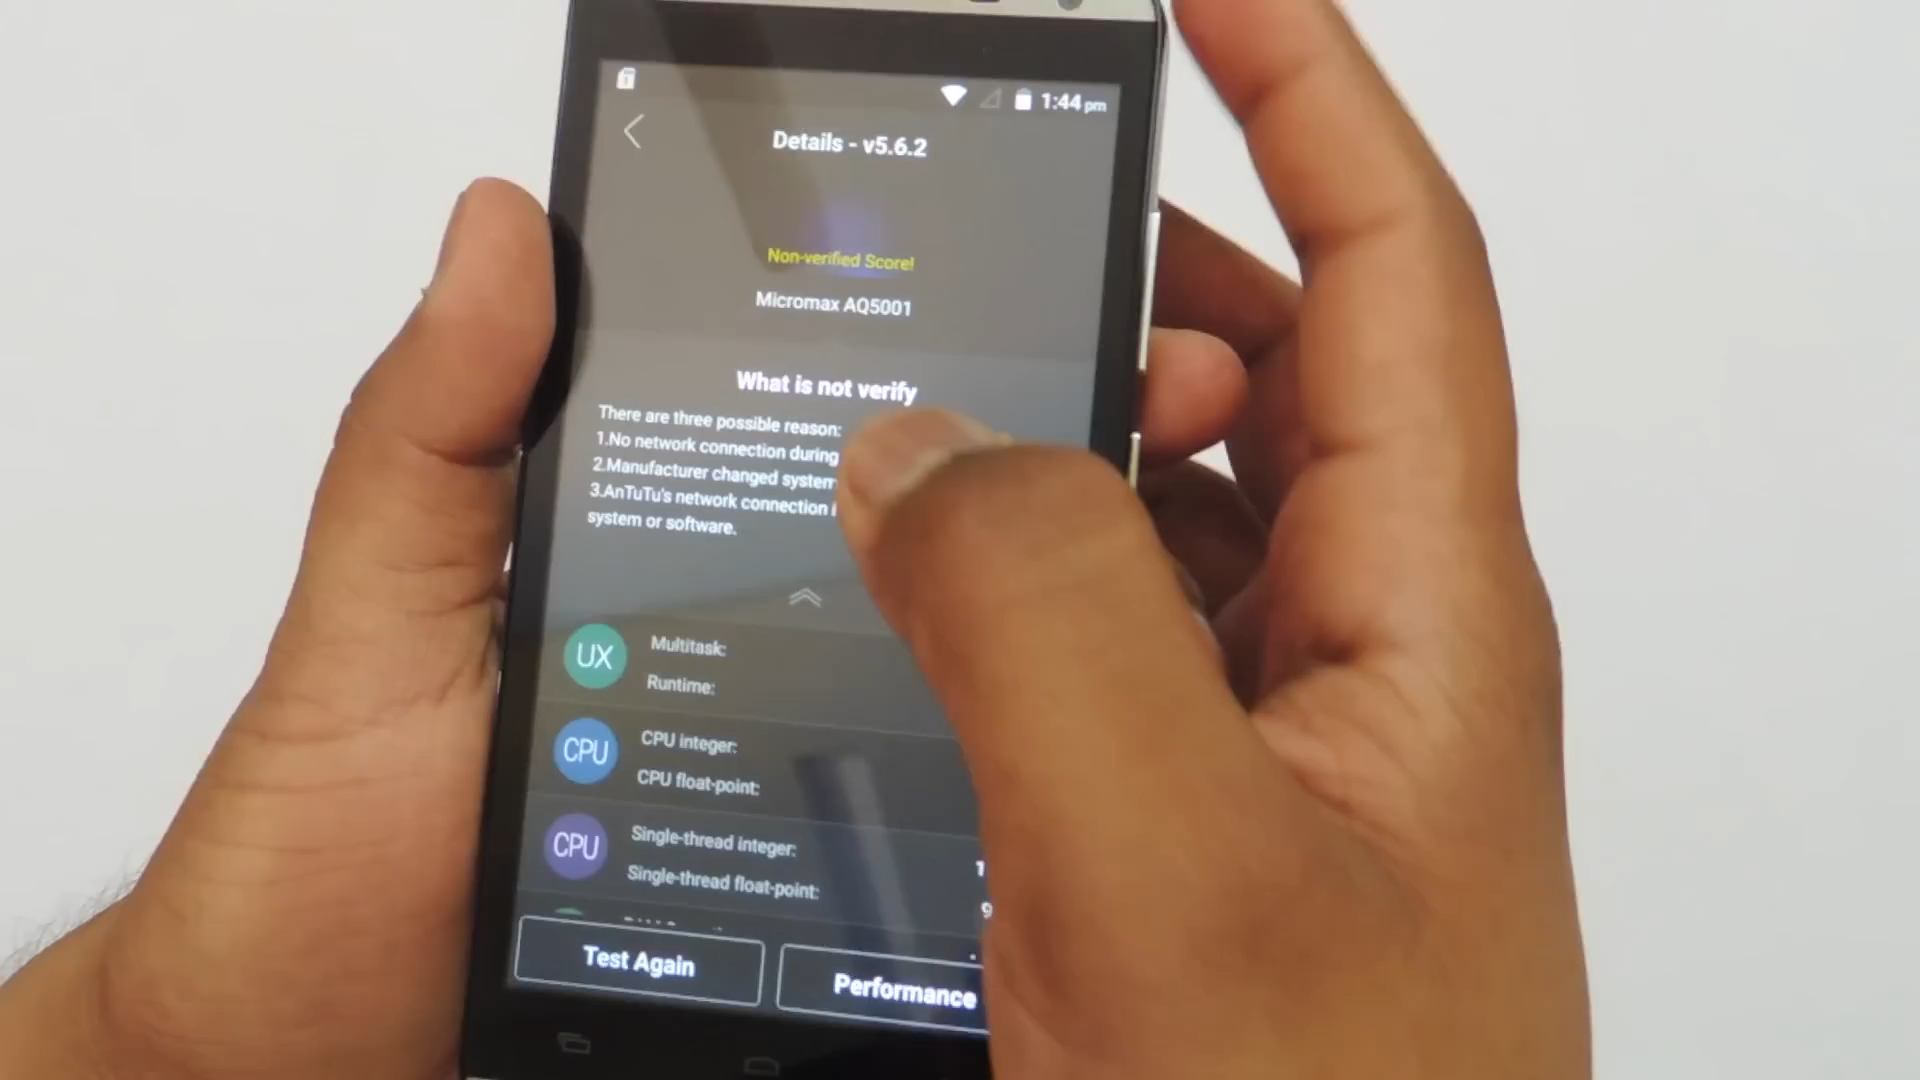 1:44 pm
Details - v5.6.2
Non-verified Score!
Micromax AQ5001
What is not verify
There are three possible reason:
1.No network connection during
2.Manufacturer changed system
3.AnTuTu's network connection
system or software.
UX
Multitask:
Runtime:
CPU
CPU integer:
CPU float-point:
CPU
Single-thread integer:
Single-thread float-point:
Test Again
Performance